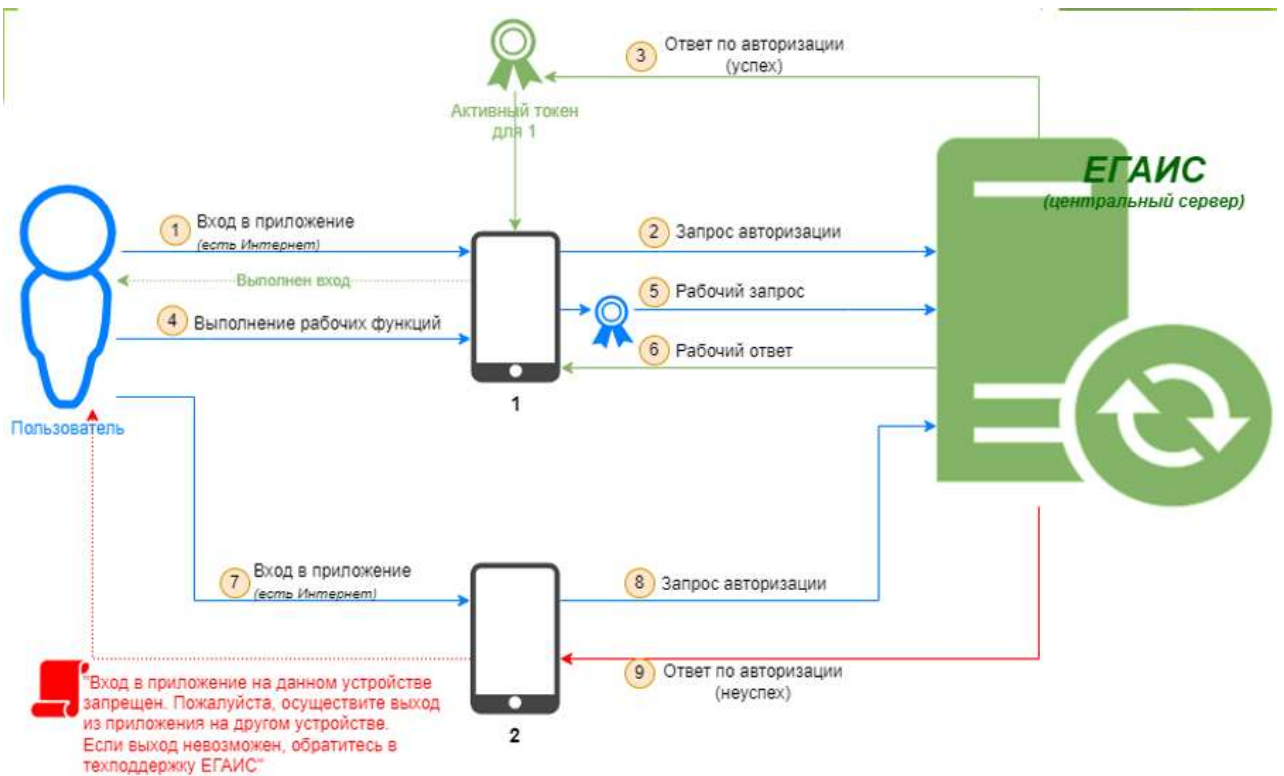 3
Ответ по авторизации
(успех)
Активный токен
для 1
ЕГАИС
(центральный сервер)
1
Вход в приложение
(есть Интернет)
2
Запрос авторизации
Выполнен вход
5
Рабочий запрос
4
Выполнение рабочих функций
6
Рабочий ответ
1
Пользователь
7
Вход в приложение
(есть Интернет)
8
Запрос авторизации
9
Ответ по авторизации
(неуспех)
"Вход в приложение на данном устройстве
запрещен. Пожалуйста, осуществите выход
из приложения на другом устройстве.
Если выход невозможен, обратитесь в
техподдержку ЕГАИС"
2